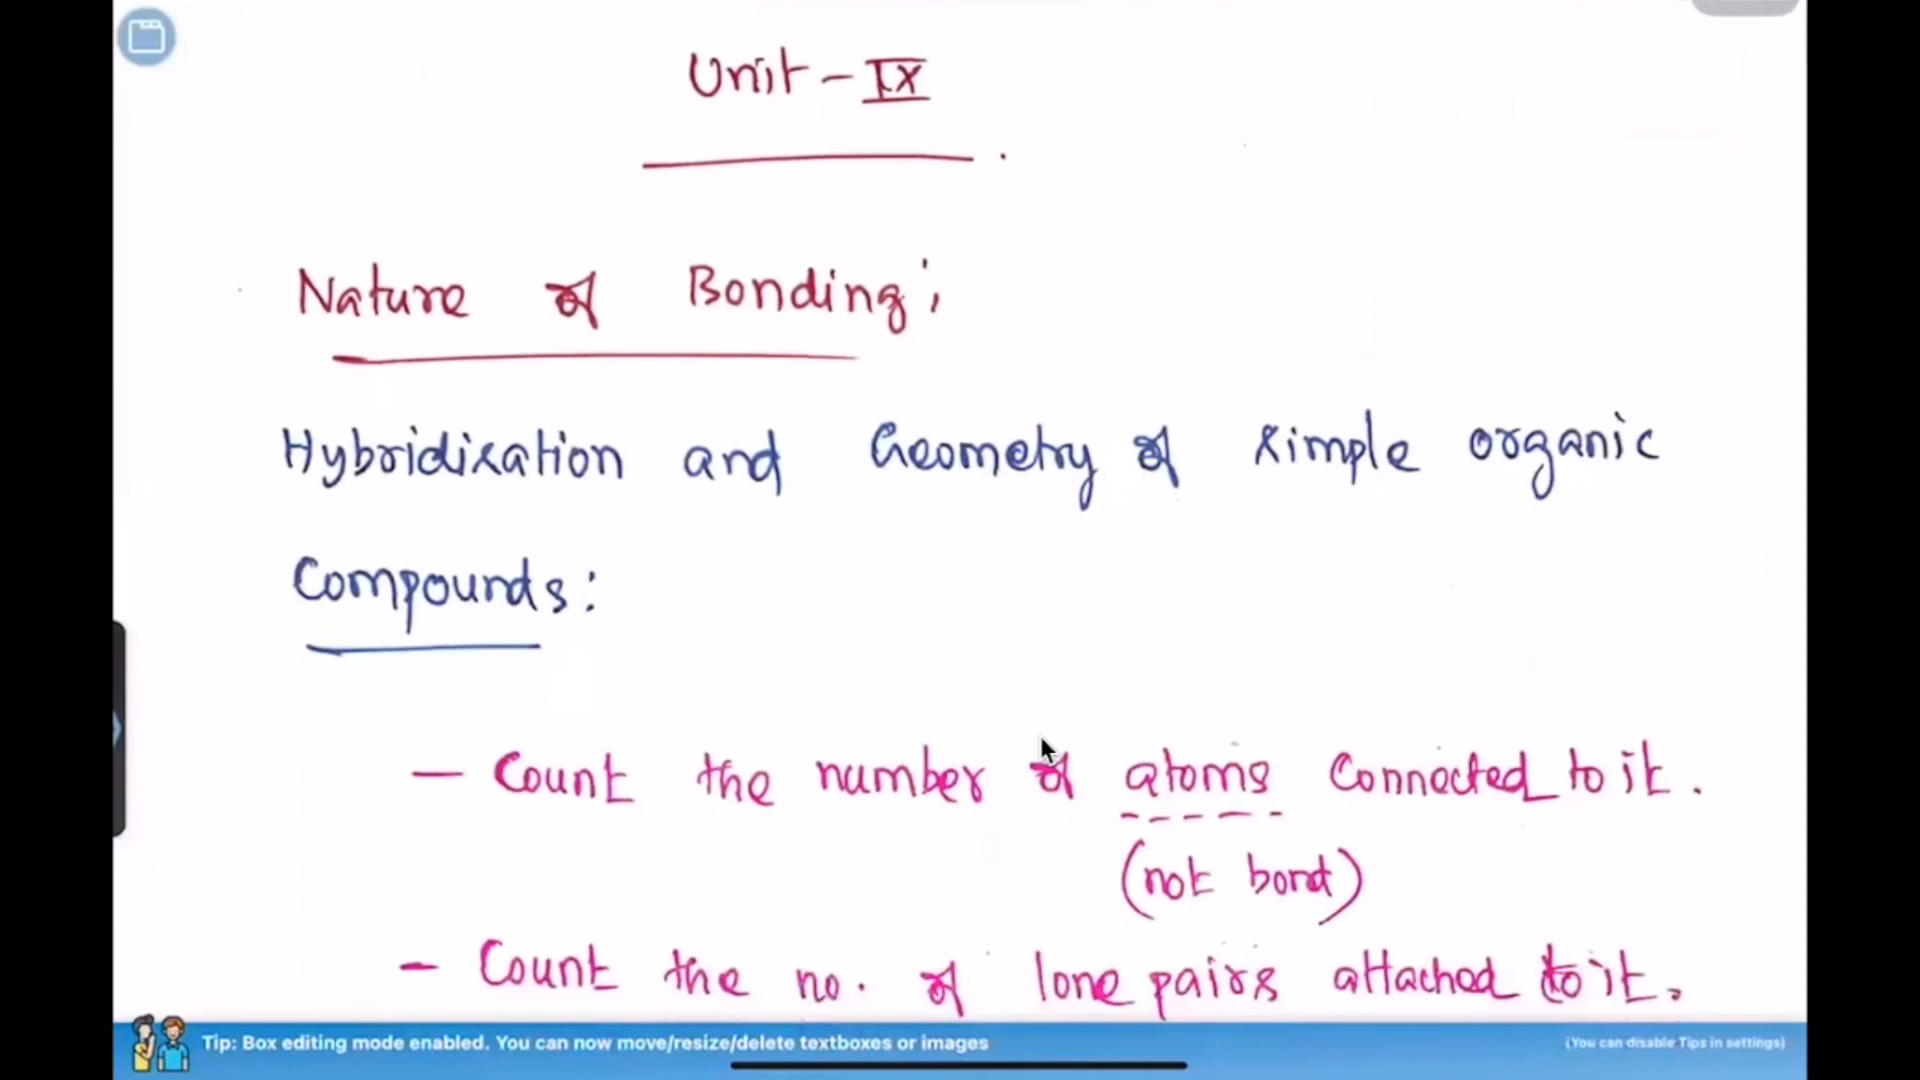 Unit - IX
Nature of Bonding;
Hybridisation and Geometry of simple organic
Compounds:
- Count the number of atoms connected to it.
(not bond)
- Count the no. of lone pairs attached to it.
Tip: Box editing mode enabled. You can now move/resize/delete textboxes or images
(You can disable Tips in settings)